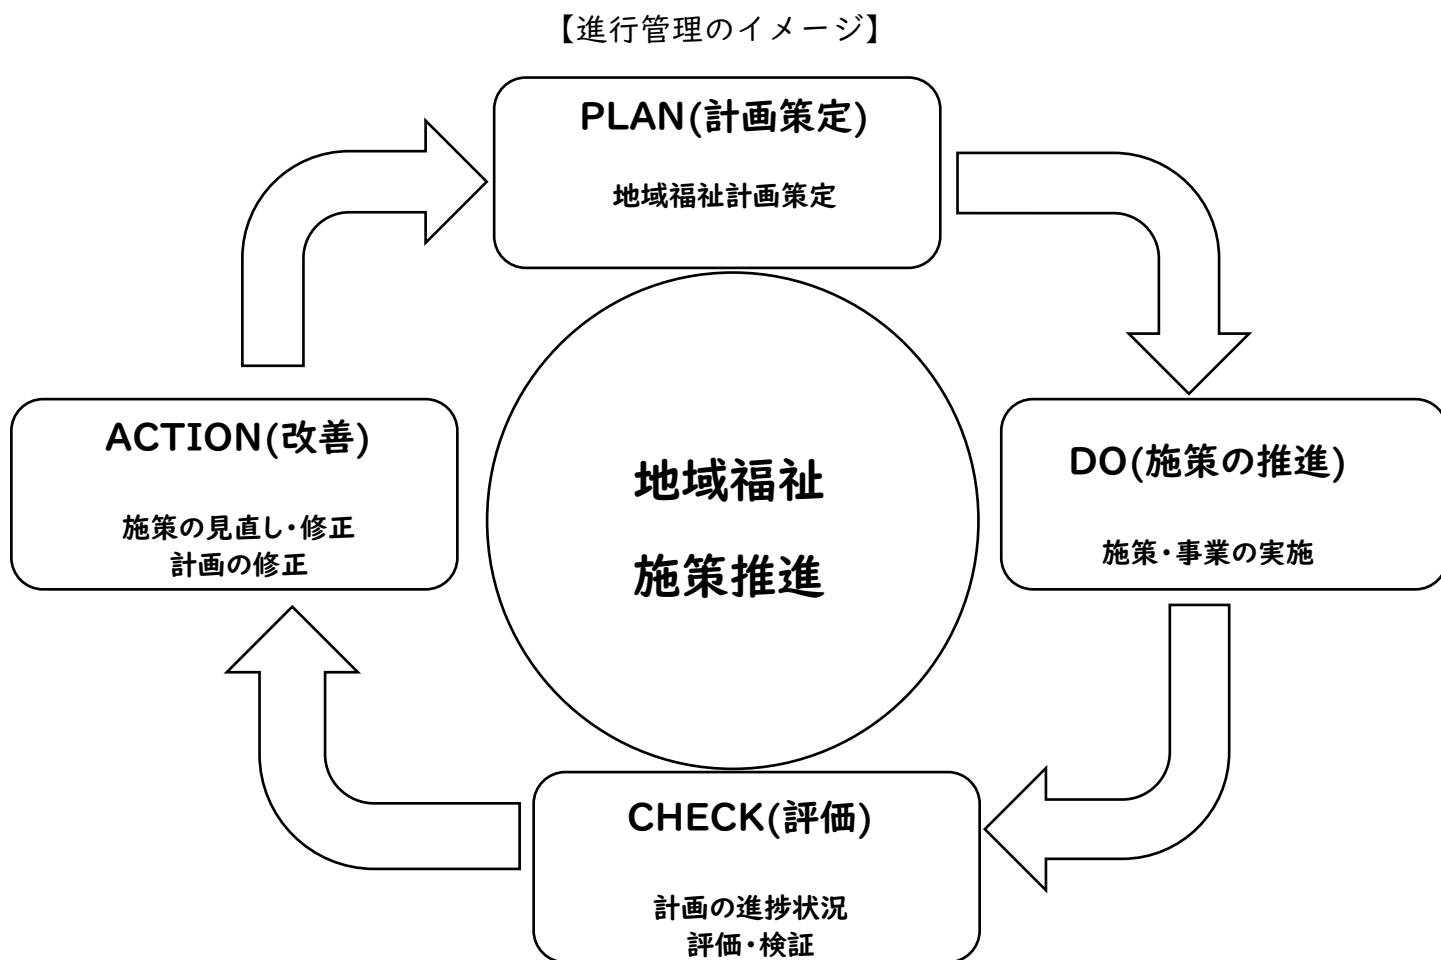 【進行管理のイメージ】
PLAN(計画策定)
地域福祉計画策定
ACTION(改善)
施策の見直し・修正
計画の修正
地域福祉
施策推進
DO(施策の推進)
施策・事業の実施
CHECK(評価)
計画の進捗状況
評価・検証